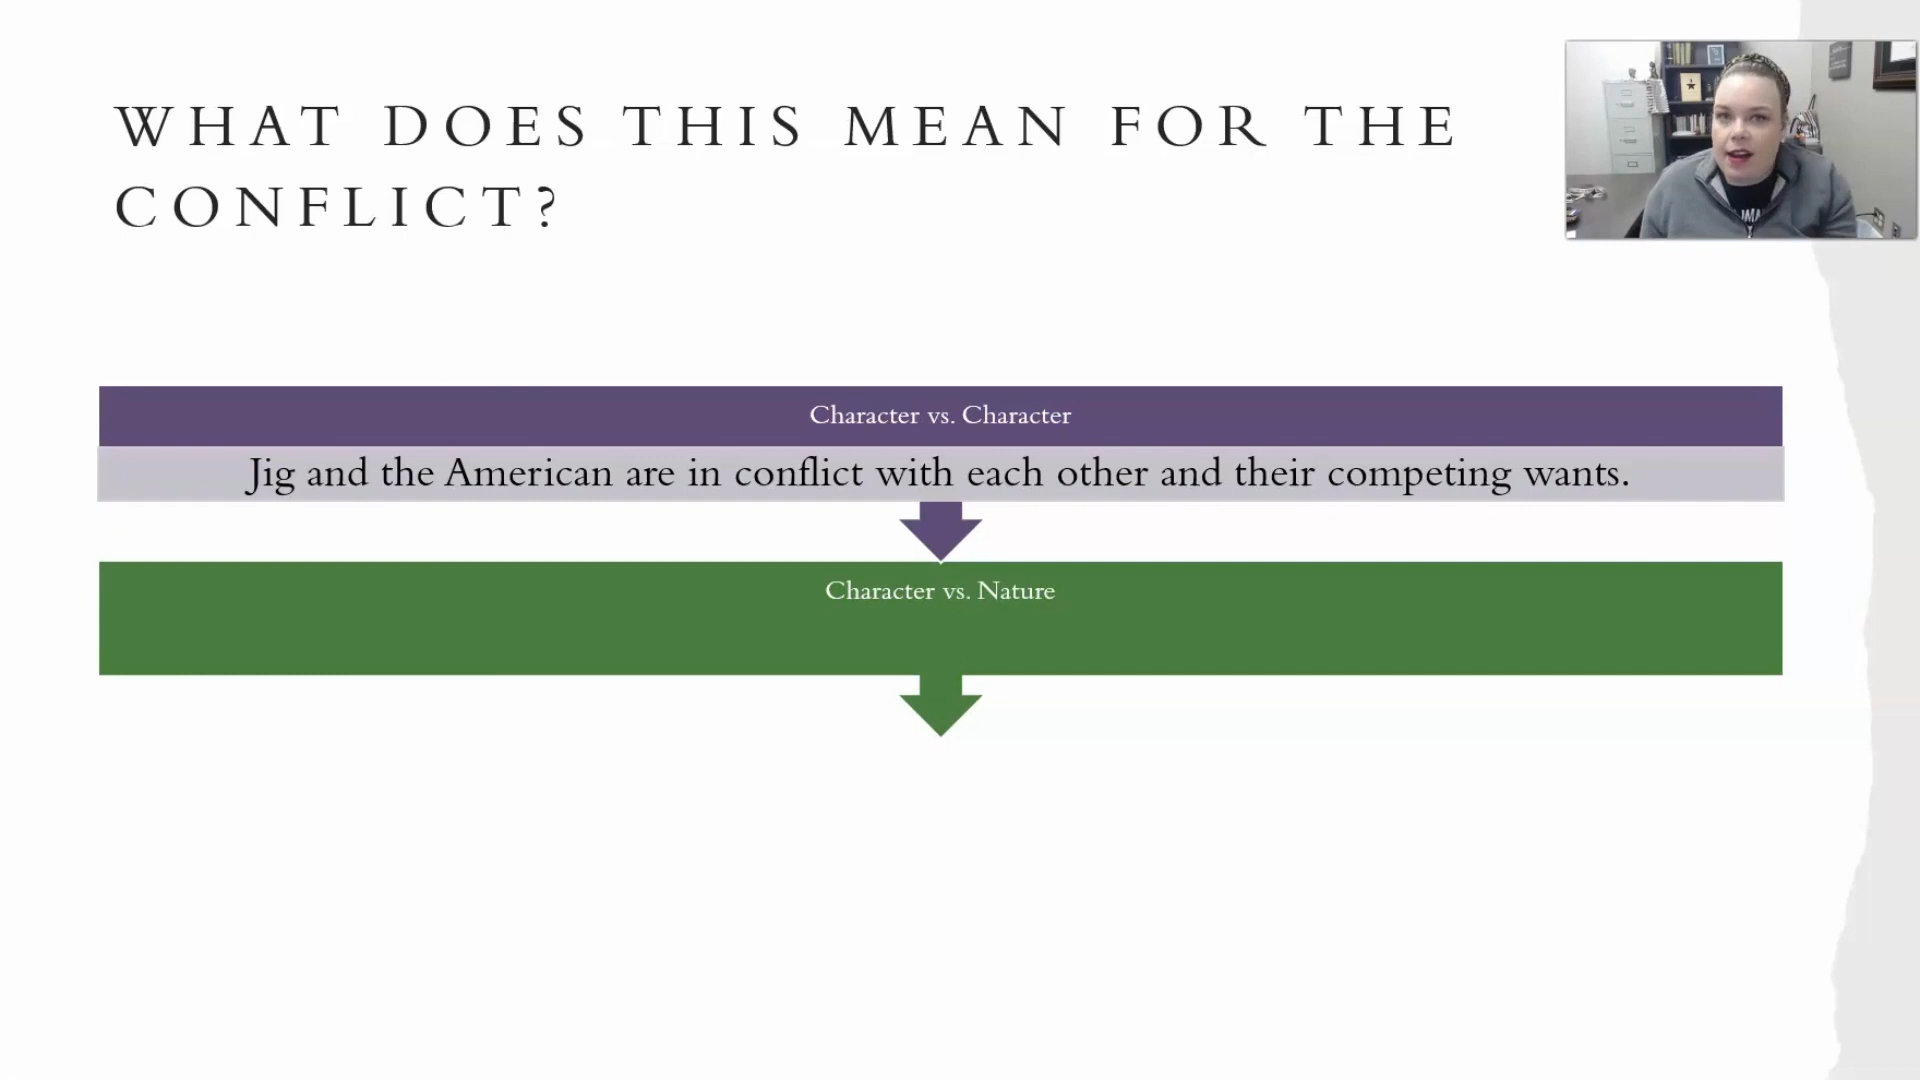 WHAT DOES THIS MEAN FOR THE
CONFLICT?
Character vs. Character
Jig and the American are in conflict with each other and their competing wants.
Character vs. Nature